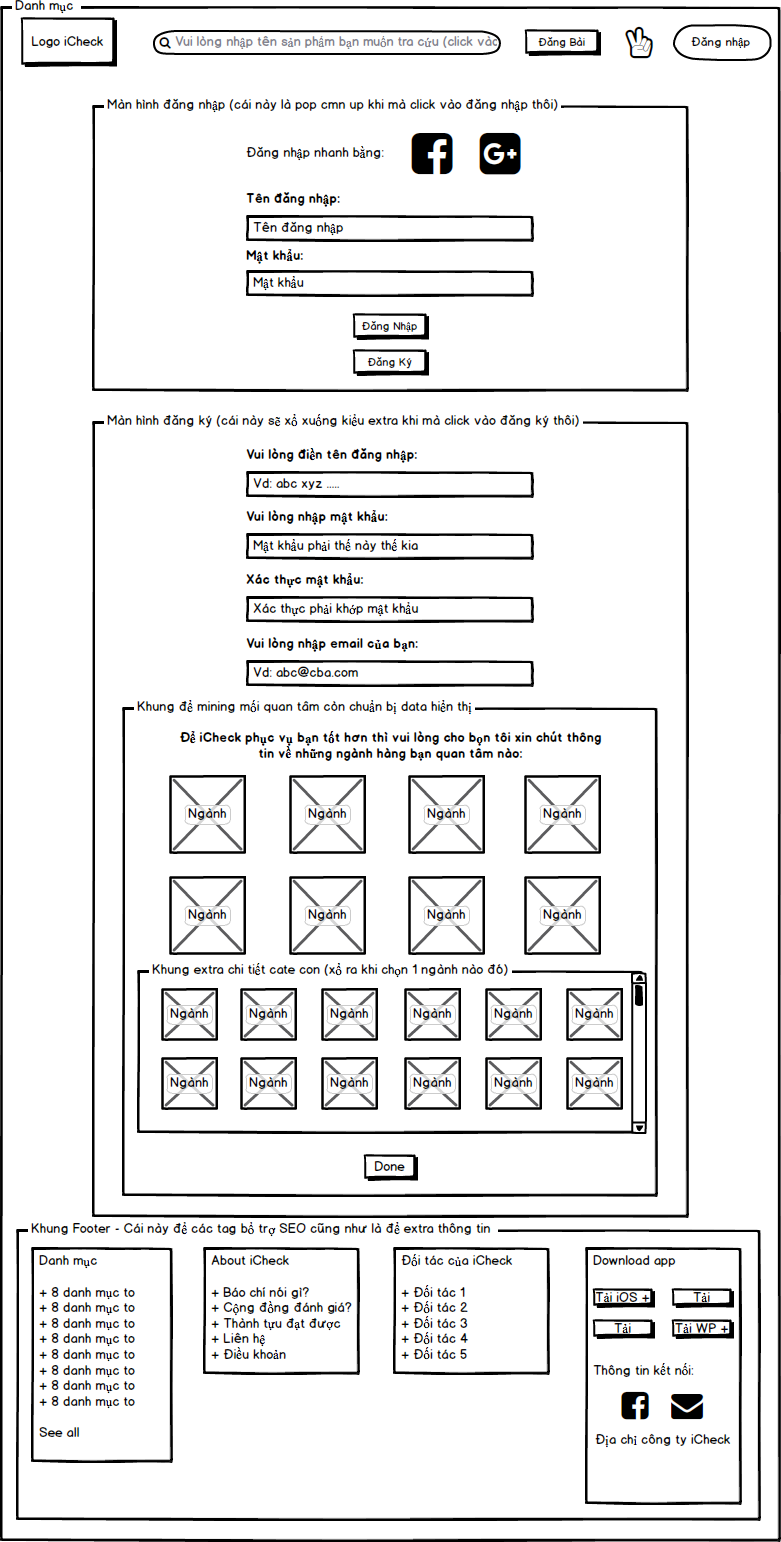 Danh mục
Logo iCheck
Vui lòng nhập tên sản phẩm bạn muốn tra cứu (click vào
Đăng Bài
Đăng nhập
Màn hình đăng nhập (cái này là pop cmn up khi mà click vào đăng nhập thôi)
Đăng nhập nhanh bằng:
G+
Tên đăng nhập:
Tên đăng nhập
Mật khẩu:
Mật khẩu
Đăng Nhập
Đăng Ký
Màn hình đăng ký (cái này sẽ xổ xuống kiểu extra khi mà click vào đăng ký thôi)
Vui lòng điền tên đăng nhập:
Vd: abc xyz .....
Vui lòng nhập mật khẩu:
Mật khẩu phải thế này thế kia
Xác thực mật khẩu:
Xác thực phải khớp mật khẩu
Vui lòng nhập email của bạn:
Vd: abc@cba.com
Khung để mining mối quan tâm còn chuẩn bị data hiển thị
Để iCheck phục vụ bạn tốt hơn thì vui lòng cho bọn tôi xin chút thông
tin về những ngành hàng bạn quan tâm nào:
Ngành Ngành Ngành Ngành
Ngành Ngành Ngành Ngành
Khung extra chi tiết cate con (xổ ra khi chọn 1 ngành nào đó)
Ngành Ngành Ngành Ngành Ngành Ngành
Ngành Ngành Ngành Ngành Ngành Ngành
Done
Khung Footer - Cái này để các tag bổ trợ SEO cũng như là để extra thông tin
Danh mục
+ 8 danh mục to
+ 8 danh mục to
+ 8 danh mục to
+ 8 danh mục to
+ 8 danh mục to
+ 8 danh mục to
+ 8 danh mục to
+ 8 danh mục to
See all
About iCheck
+ Báo chí nói gì?
+ Cộng đồng đánh giá?
+ Thành tựu đạt được
+ Liên hệ
+ Điều khoản
Đối tác của iCheck
+ Đối tác 1
+ Đối tác 2
+ Đối tác 3
+ Đối tác 4
+ Đối tác 5
Download app
Tải iOS + Tải
Tải Tải WP +
Thông tin kết nối:
Địa chỉ công ty iCheck